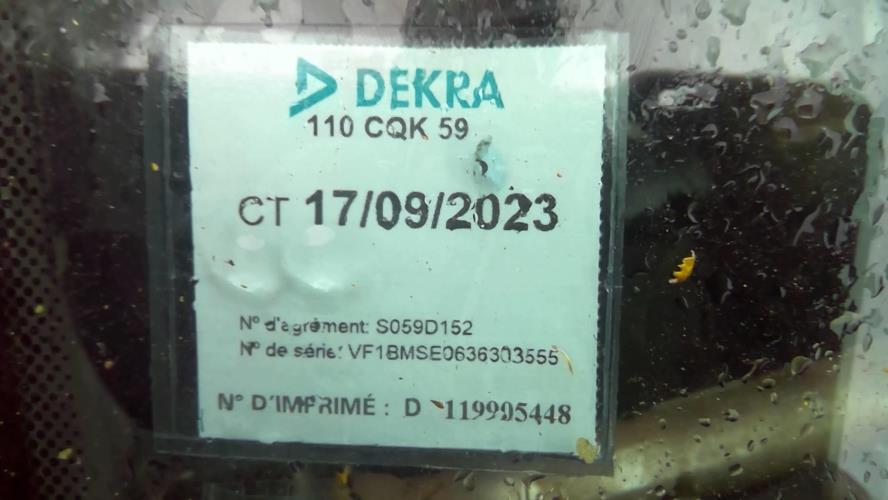 DEKRA
110 CQK 59
CT 17/09/2023
N° d'agrément: S059D152
N° de série: VF1BMSE0636303555
N° D'IMPRIMÉ : D 119905448